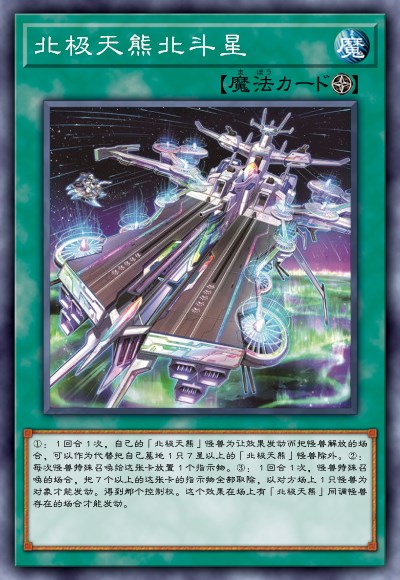 北极天熊北斗星
魔
【魔法カード】
ま ほう
①：1回合1次，自己的「北极天熊」怪兽为让效果发动而把怪兽解放的场
合，可以作为代替把自己墓地1只7星以上的「北极天熊」怪兽除外。②：
每次怪兽特殊召唤给这张卡放置1个指示物。③：1回合1次，怪兽特殊召
唤的场合，把7个以上的这张卡的指示物全部取除，以对方场上1只怪兽为
对象才能发动。得到那个控制权。这个效果在场上有「北极天熊」同调怪兽
存在的场合才能发动。